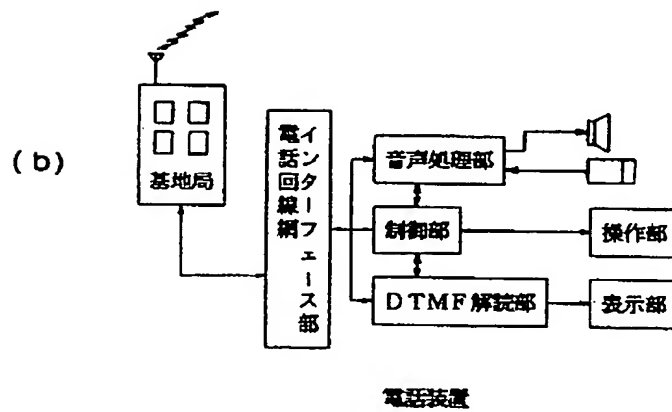 (b)
基地局
電話回線網
インターフェース部
音声処理部
制御部
操作部
DTMF解読部
表示部
電話装置